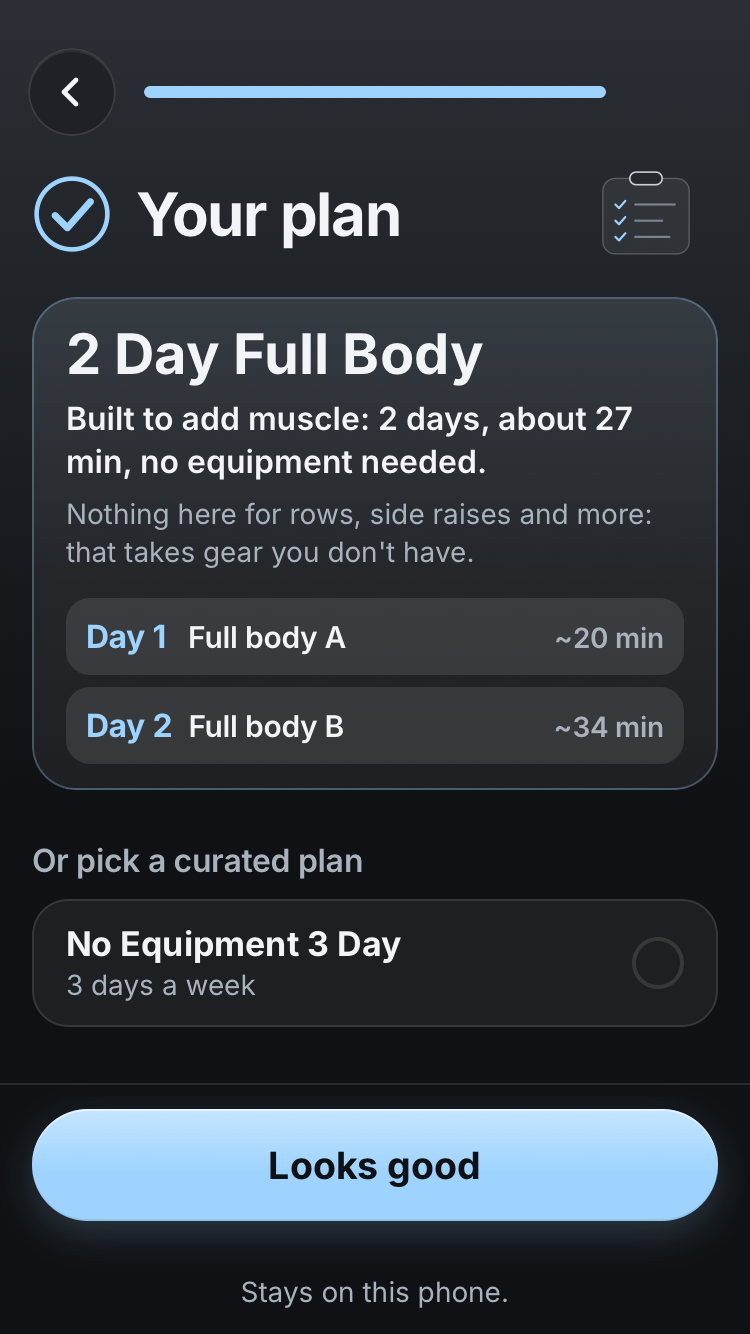 Your plan
2 Day Full Body
Built to add muscle: 2 days, about 27
min, no equipment needed.
Nothing here for rows, side raises and more:
that takes gear you don't have.
Day 1 Full body A ~20 min
Day 2 Full body B ~34 min
Or pick a curated plan
No Equipment 3 Day
3 days a week
Looks good
Stays on this phone.